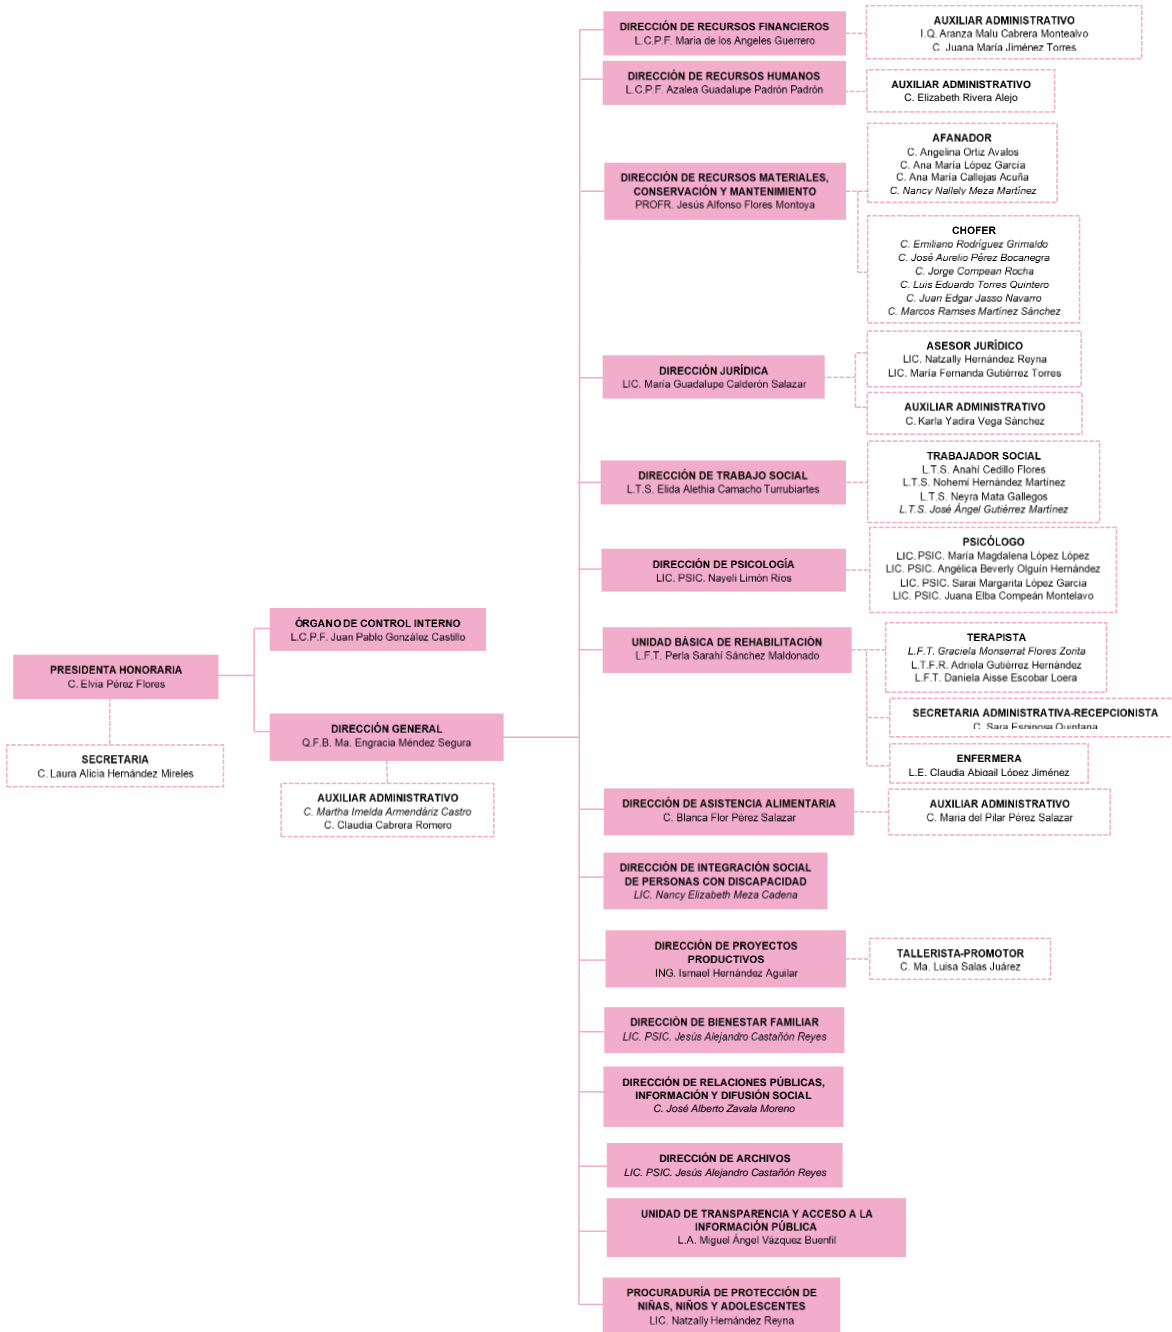 DIRECCIÓN DE RECURSOS FINANCIEROS
L.C.P.F. Maria de los Angeles Guerrero
AUXILIAR ADMINISTRATIVO
I.Q. Aranza Malu Cabrera Montealvo
C. Juana María Jiménez Torres
DIRECCIÓN DE RECURSOS HUMANOS
L.C.P.F. Azalea Guadalupe Padrón Padrón
AUXILIAR ADMINISTRATIVO
C. Elizabeth Rivera Alejo
DIRECCIÓN DE RECURSOS MATERIALES,
CONSERVACIÓN Y MANTENIMIENTO
PROFR. Jesús Alfonso Flores Montoya
AFANADOR
C. Angelina Ortiz Avalos
C. Ana María López García
C. Ana María Callejas Acuña
C. Nancy Nallely Meza Martínez
CHOFER
C. Emiliano Rodríguez Grimaldo
C. José Aurelio Pérez Bocanegra
C. Jorge Compean Rocha
C. Luis Eduardo Torres Quintero
C. Juan Edgar Jasso Navarro
C. Marcos Ramses Martínez Sánchez
DIRECCIÓN JURÍDICA
LIC. María Guadalupe Calderón Salazar
ASESOR JURÍDICO
LIC. Natzally Hernández Reyna
LIC. María Fernanda Gutiérrez Torres
AUXILIAR ADMINISTRATIVO
C. Karla Yadira Vega Sánchez
DIRECCIÓN DE TRABAJO SOCIAL
L.T.S. Elida Alethia Camacho Turrubiartes
TRABAJADOR SOCIAL
L.T.S. Anahí Cedillo Flores
L.T.S. Nohemí Hernández Martínez
L.T.S. Neyra Mata Gallegos
L.T.S. José Ángel Gutiérrez Martínez
DIRECCIÓN DE PSICOLOGÍA
LIC. PSIC. Nayeli Limón Ríos
PSICÓLOGO
LIC. PSIC. María Magdalena López López
LIC. PSIC. Angélica Beverly Olguín Hernández
LIC. PSIC. Sarai Margarita López Garcia
LIC. PSIC. Juana Elba Compeán Montelavo
ÓRGANO DE CONTROL INTERNO
L.C.P.F. Juan Pablo González Castillo
UNIDAD BÁSICA DE REHABILITACIÓN
L.F.T. Perla Sarahí Sánchez Maldonado
TERAPISTA
L.F.T. Graciela Monserrat Flores Zorita
L.T.F.R. Adriela Gutiérrez Hernández
L.F.T. Daniela Aisse Escobar Loera
PRESIDENTA HONORARIA
C. Elvia Pérez Flores
SECRETARIA ADMINISTRATIVA-RECEPCIONISTA
C. Sara Espinosa Quintana
DIRECCIÓN GENERAL
Q.F.B. Ma. Engracia Méndez Segura
SECRETARIA
C. Laura Alicia Hernández Mireles
ENFERMERA
L.E. Claudia Abigail López Jiménez
AUXILIAR ADMINISTRATIVO
C. Martha Imelda Armendáriz Castro
C. Claudia Cabrera Romero
DIRECCIÓN DE ASISTENCIA ALIMENTARIA
C. Blanca Flor Pérez Salazar
AUXILIAR ADMINISTRATIVO
C. Maria del Pilar Pérez Salazar
DIRECCIÓN DE INTEGRACIÓN SOCIAL
DE PERSONAS CON DISCAPACIDAD
LIC. Nancy Elizabeth Meza Cadena
DIRECCIÓN DE PROYECTOS
PRODUCTIVOS
ING. Ismael Hernández Aguilar
TALLERISTA-PROMOTOR
C. Ma. Luisa Salas Juárez
DIRECCIÓN DE BIENESTAR FAMILIAR
LIC. PSIC. Jesús Alejandro Castañón Reyes
DIRECCIÓN DE RELACIONES PÚBLICAS,
INFORMACIÓN Y DIFUSIÓN SOCIAL
C. José Alberto Zavala Moreno
DIRECCIÓN DE ARCHIVOS
LIC. PSIC. Jesús Alejandro Castañón Reyes
UNIDAD DE TRANSPARENCIA Y ACCESO A LA
INFORMACIÓN PÚBLICA
L.A. Miguel Ángel Vázquez Buenfil
PROCURADURÍA DE PROTECCIÓN DE
NIÑAS, NIÑOS Y ADOLESCENTES
LIC. Natzally Hernández Reyna